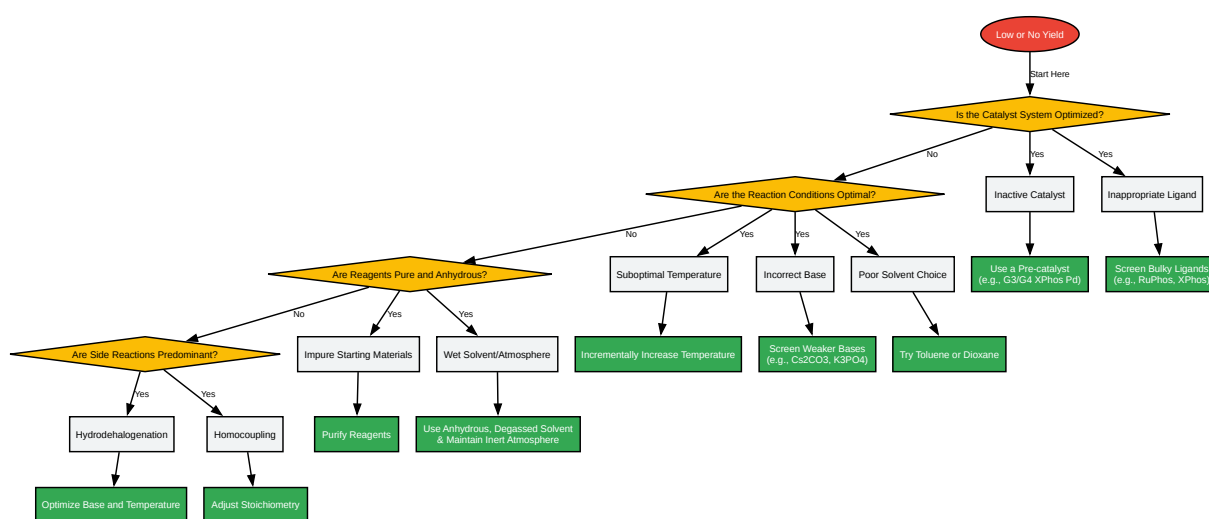 Low or No Yield
Start Here
Is the Catalyst System Optimized?
No
Yes
Yes
Are the Reaction Conditions Optimal?
Inactive Catalyst
Inappropriate Ligand
No
Yes
Yes
Yes
Are Reagents Pure and Anhydrous?
Suboptimal Temperature
Incorrect Base
Poor Solvent Choice
Use a Pre-catalyst
(e.g., G3/G4 XPhos Pd)
Screen Bulky Ligands
(e.g., RuPhos, XPhos)
No
Yes
Yes
Are Side Reactions Predominant?
Impure Starting Materials
Wet Solvent/Atmosphere
Incrementally Increase Temperature
Screen Weaker Bases
(e.g., Cs2CO3, K3PO4)
Try Toluene or Dioxane
Yes
Yes
Hydrodehalogenation
Homocoupling
Purify Reagents
Use Anhydrous, Degassed Solvent
& Maintain Inert Atmosphere
Optimize Base and Temperature
Adjust Stoichiometry